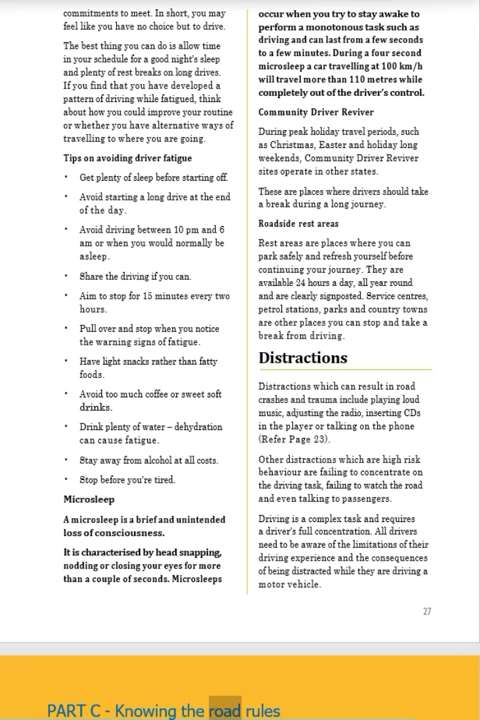 commitments to meet. In short, you may
feel like you have no choice but to drive.
The best thing you can do is allow time
in your schedule for a good night's sleep
and plenty of rest breaks on long drives.
If you find that you have developed a
pattern of driving while fatigued, think
about how you could improve your routine
or whether you have alternative ways of
travelling to where you are going.
Tips on avoiding driver fatigue
• Get plenty of sleep before starting off.
• Avoid starting a long drive at the end
of the day.
• Avoid driving between 10 pm and 6
am or when you would normally be
asleep.
• Share the driving if you can.
• Aim to stop for 15 minutes every two
hours.
• Pull over and stop when you notice
the warning signs of fatigue.
• Have light snacks rather than fatty
foods.
• Avoid too much coffee or sweet soft
drinks.
• Drink plenty of water – dehydration
can cause fatigue.
• Stay away from alcohol at all costs.
• Stop before you're tired.
Microsleep
A microsleep is a brief and unintended
loss of consciousness.
It is characterised by head snapping,
nodding or closing your eyes for more
than a couple of seconds. Microsleeps
occur when you try to stay awake to
perform a monotonous task such as
driving and can last from a few seconds
to a few minutes. During a four second
microsleep a car travelling at 100 km/h
will travel more than 110 metres while
completely out of the driver's control.
Community Driver Reviver
During peak holiday travel periods, such
as Christmas, Easter and holiday long
weekends, Community Driver Reviver
sites operate in other states.
These are places where drivers should take
a break during a long journey.
Roadside rest areas
Rest areas are places where you can
park safely and refresh yourself before
continuing your journey. They are
available 24 hours a day, all year round
and are clearly signposted. Service centres,
petrol stations, parks and country towns
are other places you can stop and take a
break from driving.
Distractions
Distractions which can result in road
crashes and trauma include playing loud
music, adjusting the radio, inserting CDs
in the player or talking on the phone
(Refer Page 23).
Other distractions which are high risk
behaviour are failing to concentrate on
the driving task, failing to watch the road
and even talking to passengers.
Driving is a complex task and requires
a driver's full concentration. All drivers
need to be aware of the limitations of their
driving experience and the consequences
of being distracted while they are driving a
motor vehicle.
27
PART C - Knowing the road rules